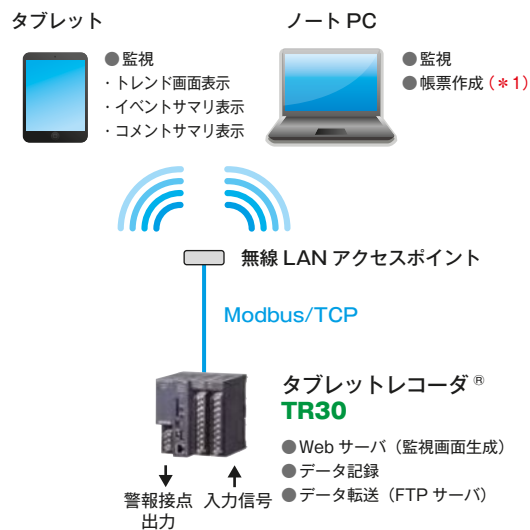 タブレット
●監視
・トレンド画面表示
・イベントサマリ表示
・コメントサマリ表示
ノート PC
●監視
●帳票作成（＊1）
無線 LAN アクセスポイント
Modbus/TCP
タブレットレコーダ®
TR30
●Web サーバ（監視画面生成）
●データ記録
●データ転送（FTP サーバ）
警報接点
出力
入力信号